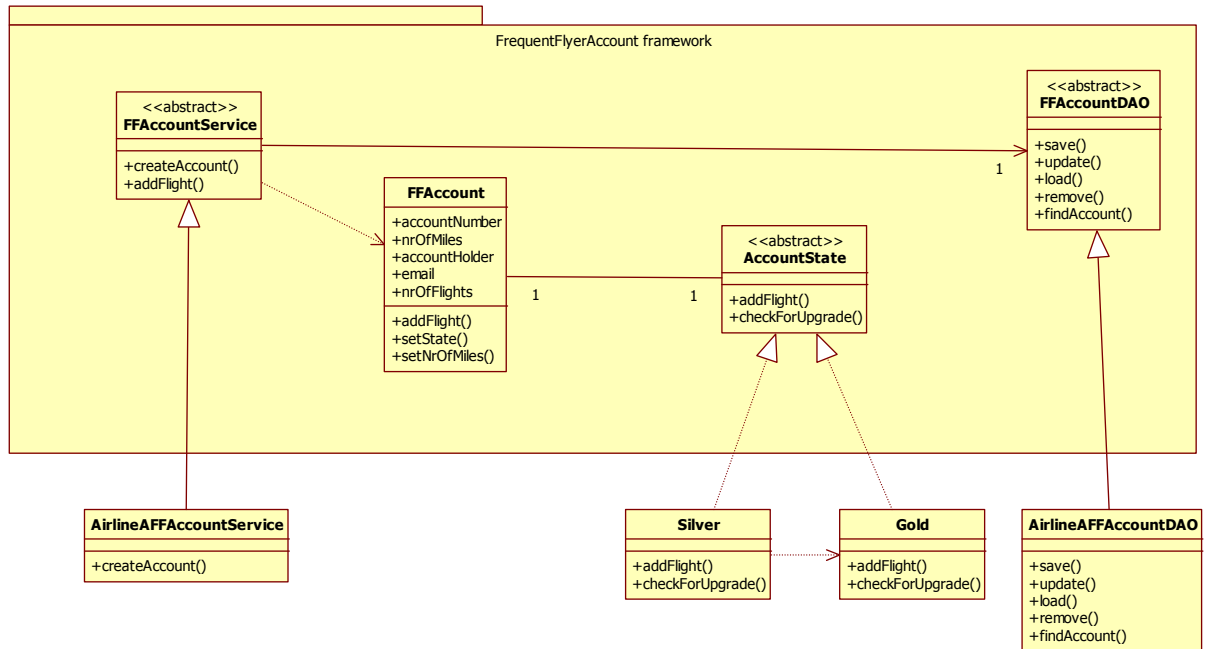 FrequentFlyerAccount framework
<<abstract>>
FFAccountService
+createAccount()
+addFlight()
<<abstract>>
FFAccountDAO
+save()
+update()
+load()
+remove()
+findAccount()
1
FFAccount
+accountNumber
+nrOfMiles
+accountHolder
+email
+nrOfFlights
+addFlight()
+setState()
+setNrOfMiles()
1
1
<<abstract>>
AccountState
+addFlight()
+checkForUpgrade()
AirlineAFFAccountService
+createAccount()
Silver
+addFlight()
+checkForUpgrade()
Gold
+addFlight()
+checkForUpgrade()
AirlineAFFAccountDAO
+save()
+update()
+load()
+remove()
+findAccount()